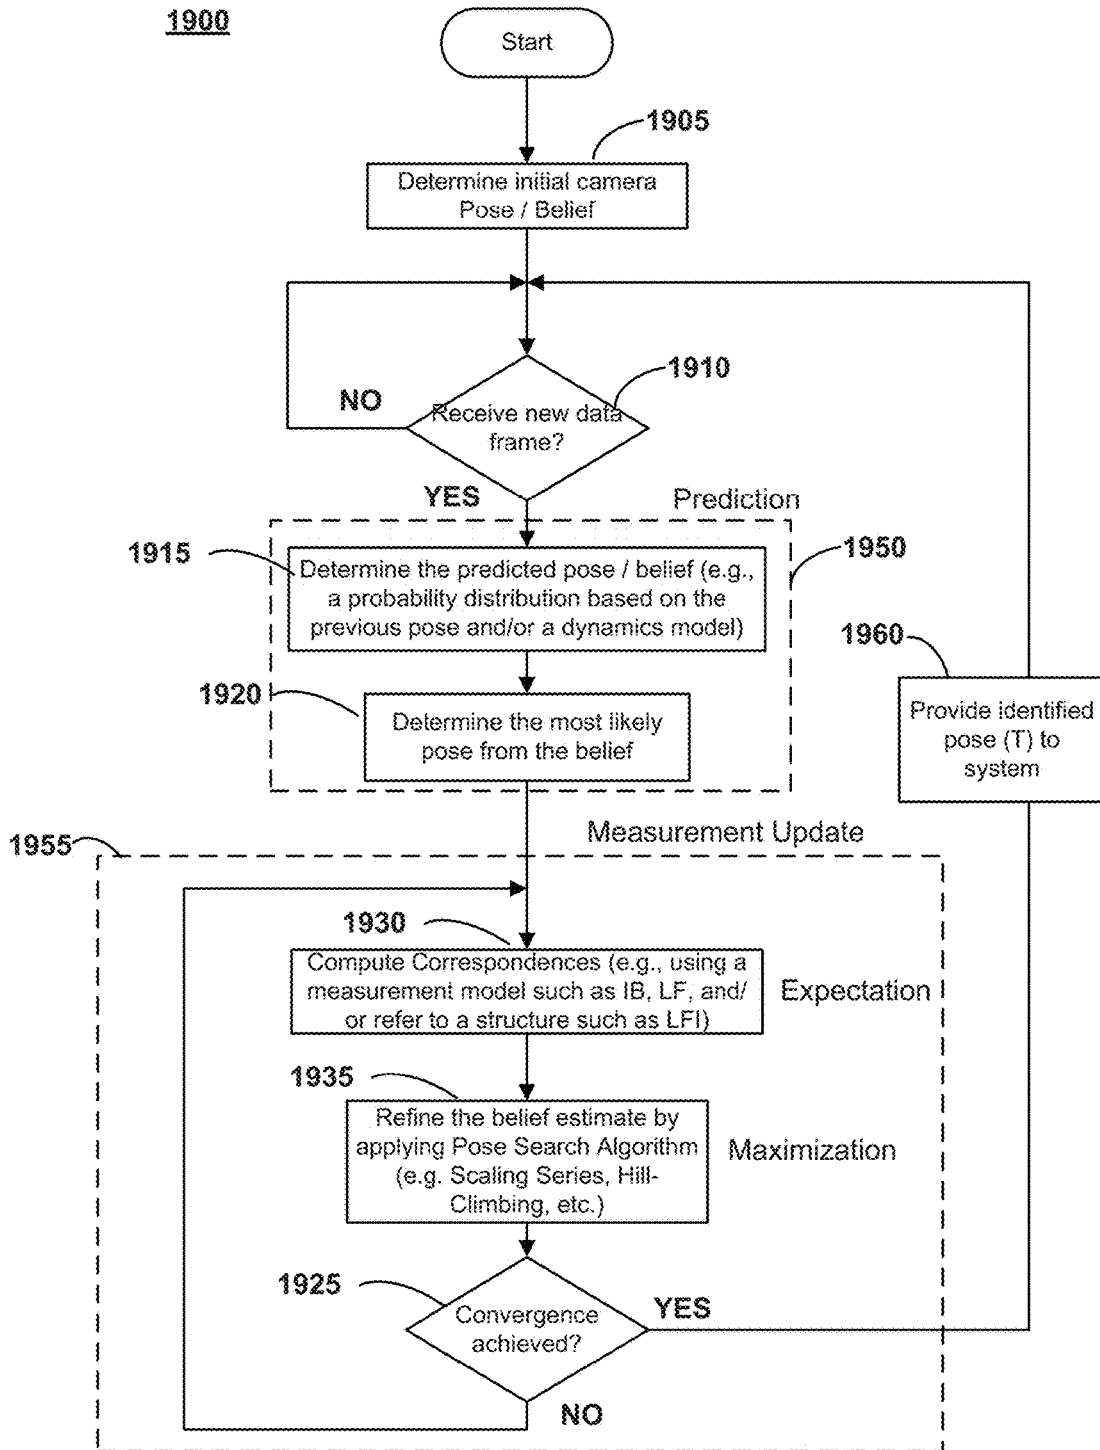 1900
Start
1905
Determine initial camera
Pose / Belief
1910
NO
Receive new data
frame?
YES
Prediction
1915
1950
Determine the predicted pose / belief (e.g.,
a probability distribution based on the
previous pose and/or a dynamics model)
1960
1920
Determine the most likely
pose from the belief
Provide identified
pose (T) to
system
Measurement Update
1955
1930
Compute Correspondences (e.g., using a
measurement model such as IB, LF, and/
or refer to a structure such as LFI)
Expectation
1935
Refine the belief estimate by
applying Pose Search Algorithm
(e.g. Scaling Series, Hill-
Climbing, etc.)
Maximization
1925
Convergence
achieved?
YES
NO